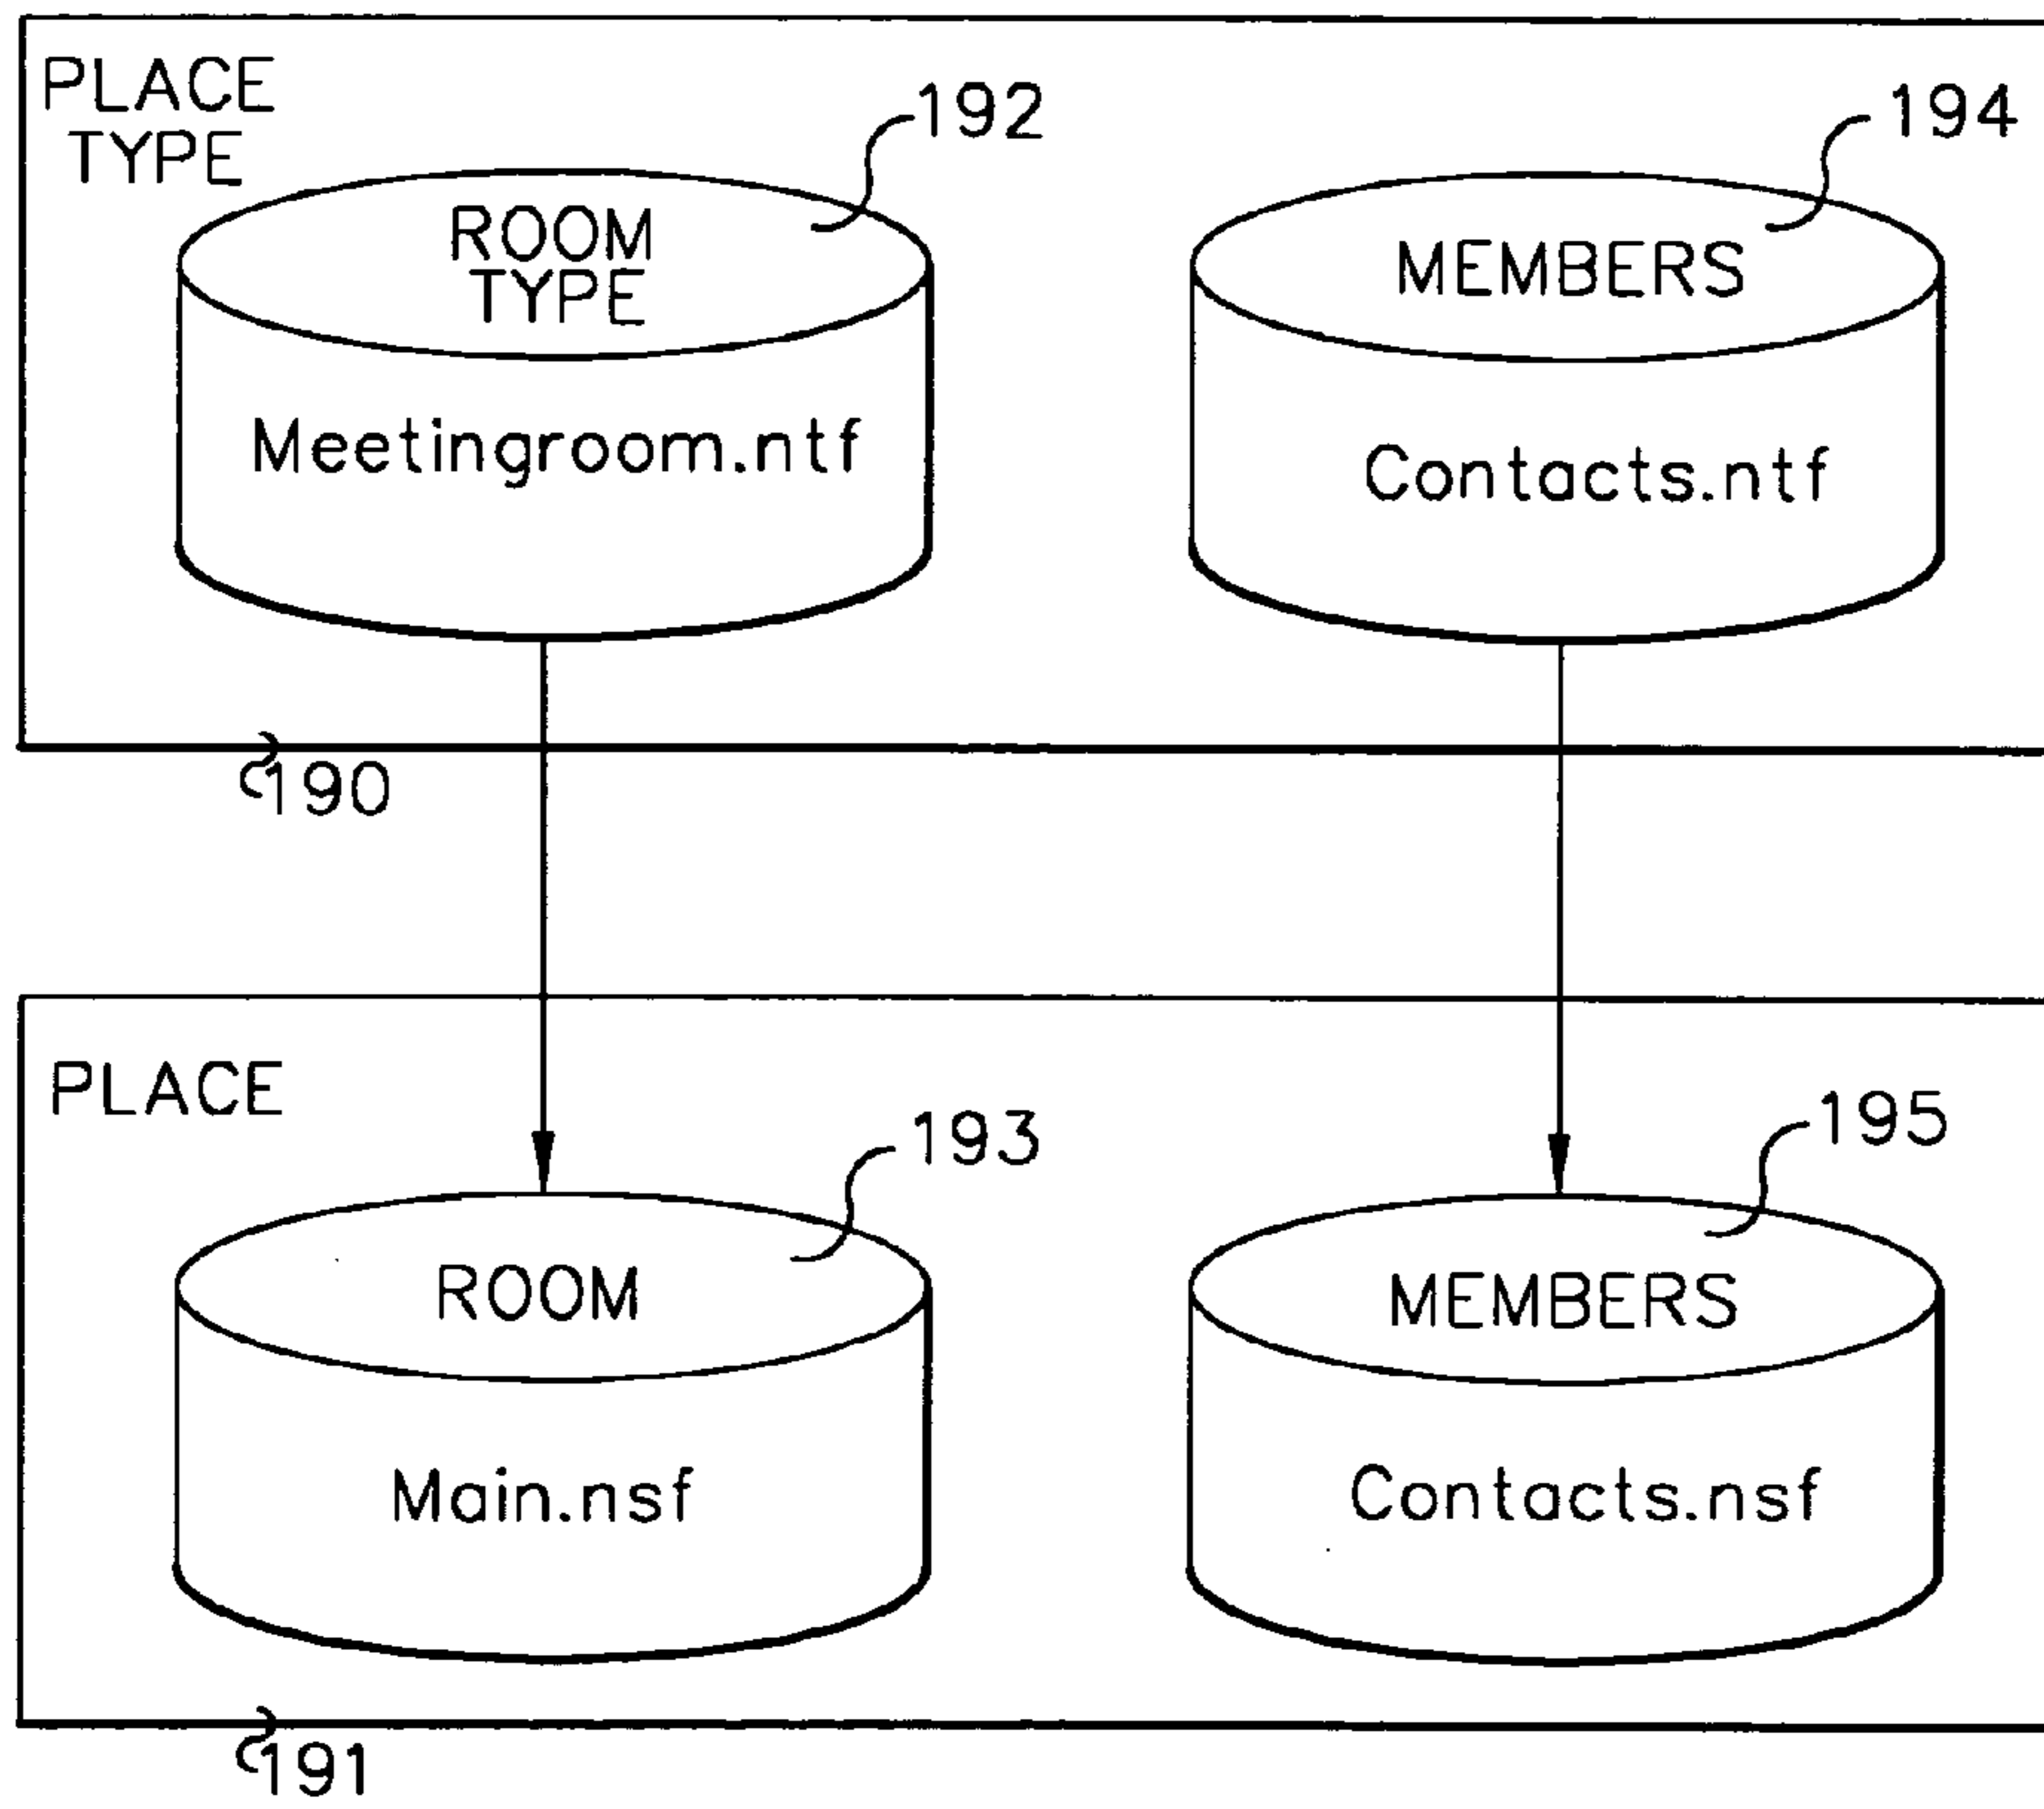 PLACE
TYPE
192
194
ROOM
TYPE
MEMBERS
Meetingroom.ntf
Contacts.ntf
190
PLACE
193
195
ROOM
MEMBERS
Main.nsf
Contacts.nsf
191